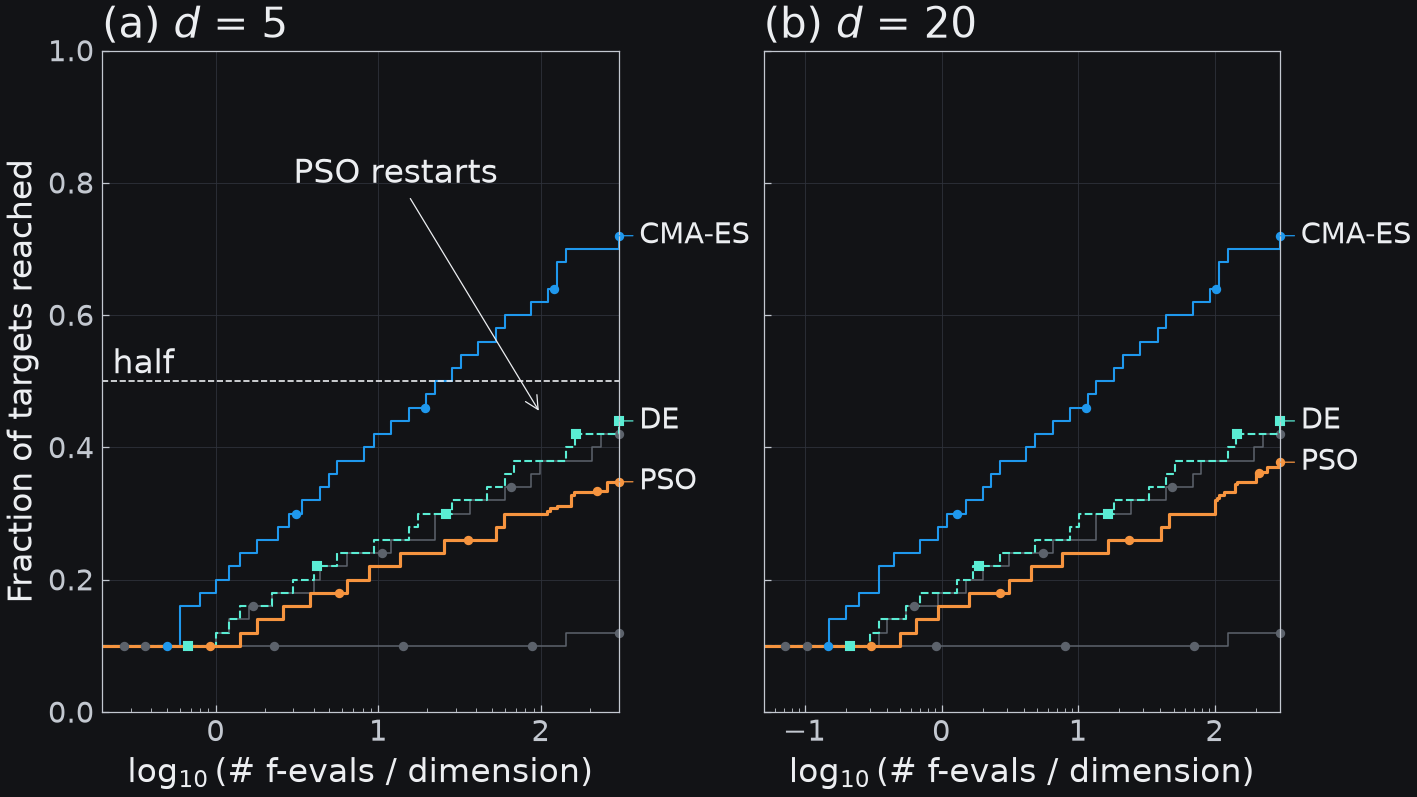 (a) d = 5
(b) d = 20
Fraction of targets reached
1.0
0.8
0.6
0.4
0.2
0.0
PSO restarts
half
CMA-ES
DE
PSO
CMA-ES
DE
PSO
0 1 2
−1 0 1 2
log₁₀ (# f-evals / dimension)
log₁₀ (# f-evals / dimension)